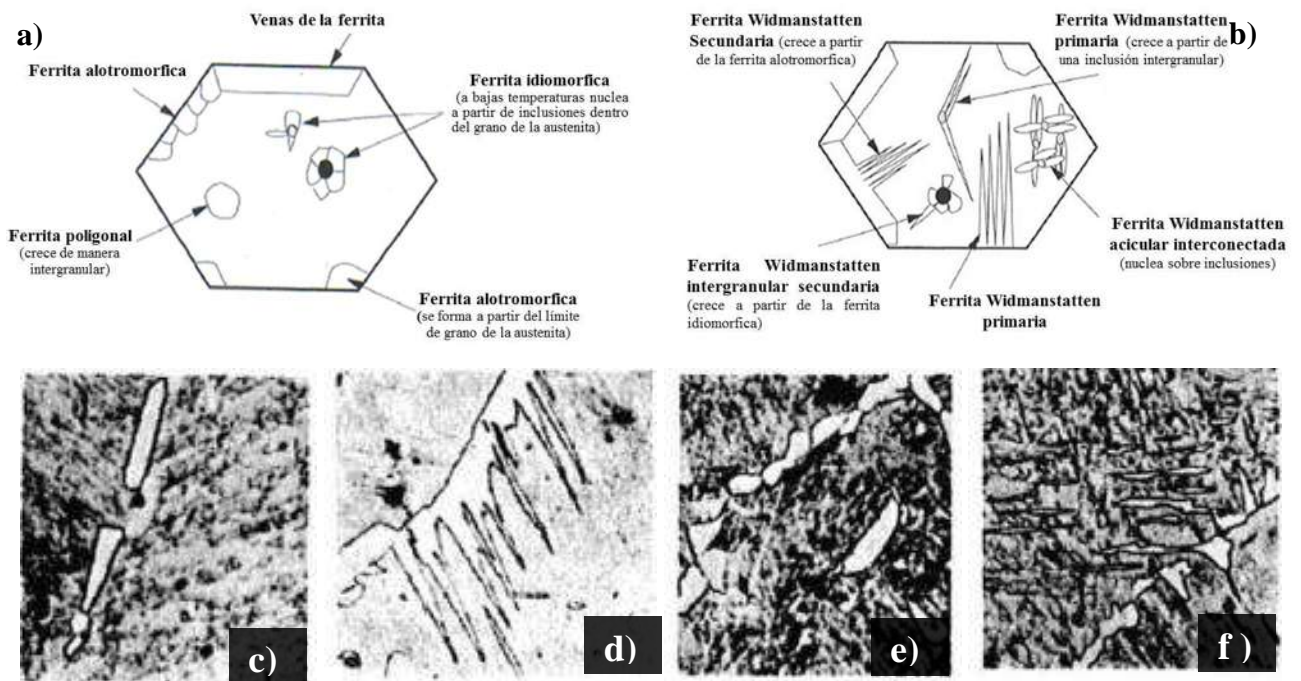 a)
Venas de la ferrita
Ferrita alotromorfica
Ferrita idiomorfica
(a bajas temperaturas nuclea
a partir de inclusiones dentro
del grano de la austenita)
Ferrita poligonal
(crece de manera
intergranular)
Ferrita alotromorfica
(se forma a partir del límite
de grano de la austenita)
b)
Ferrita Widmanstatten
Secundaria (crece a partir
de la ferrita alotromorfica)
Ferrita Widmanstatten
primaria (crece a partir de
una inclusión intergranular)
Ferrita Widmanstatten
acicular interconectada
(nuclea sobre inclusiones)
Ferrita Widmanstatten
intergranular secundaria
(crece a partir de la ferrita
idiomorfica)
Ferrita Widmanstatten
primaria
c)
d)
e)
f )